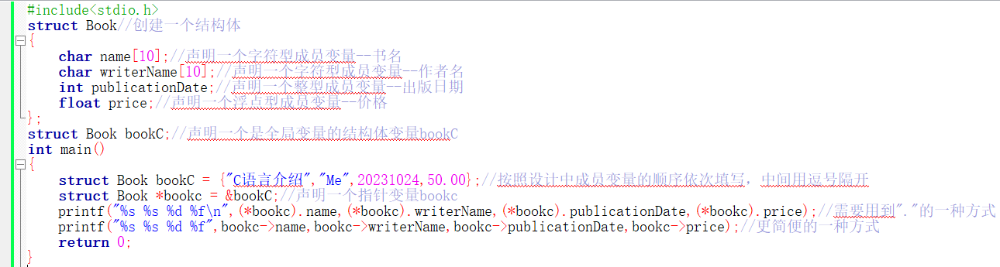 #include<stdio.h>
struct Book//创建一个结构体
{
    char name[10];//声明一个字符型成员变量--书名
    char writerName[10];//声明一个字符型成员变量--作者名
    int publicationDate;//声明一个整型成员变量--出版日期
    float price;//声明一个浮点型成员变量--价格
};
struct Book bookC;//声明一个是全局变量的结构体变量bookC
int main()
{
    struct Book bookC = {"C语言介绍","Me",20231024,50.00};//按照设计中成员变量的顺序依次填写，中间用逗号隔开
    struct Book *bookc = &bookC;//声明一个指针变量bookc
    printf("%s %s %d %f\n",(*bookc).name,(*bookc).writerName,(*bookc).publicationDate,(*bookc).price);//需要用到"."的一种方式
    printf("%s %s %d %f",bookc->name,bookc->writerName,bookc->publicationDate,bookc->price);//更简便的一种方式
    return 0;
}